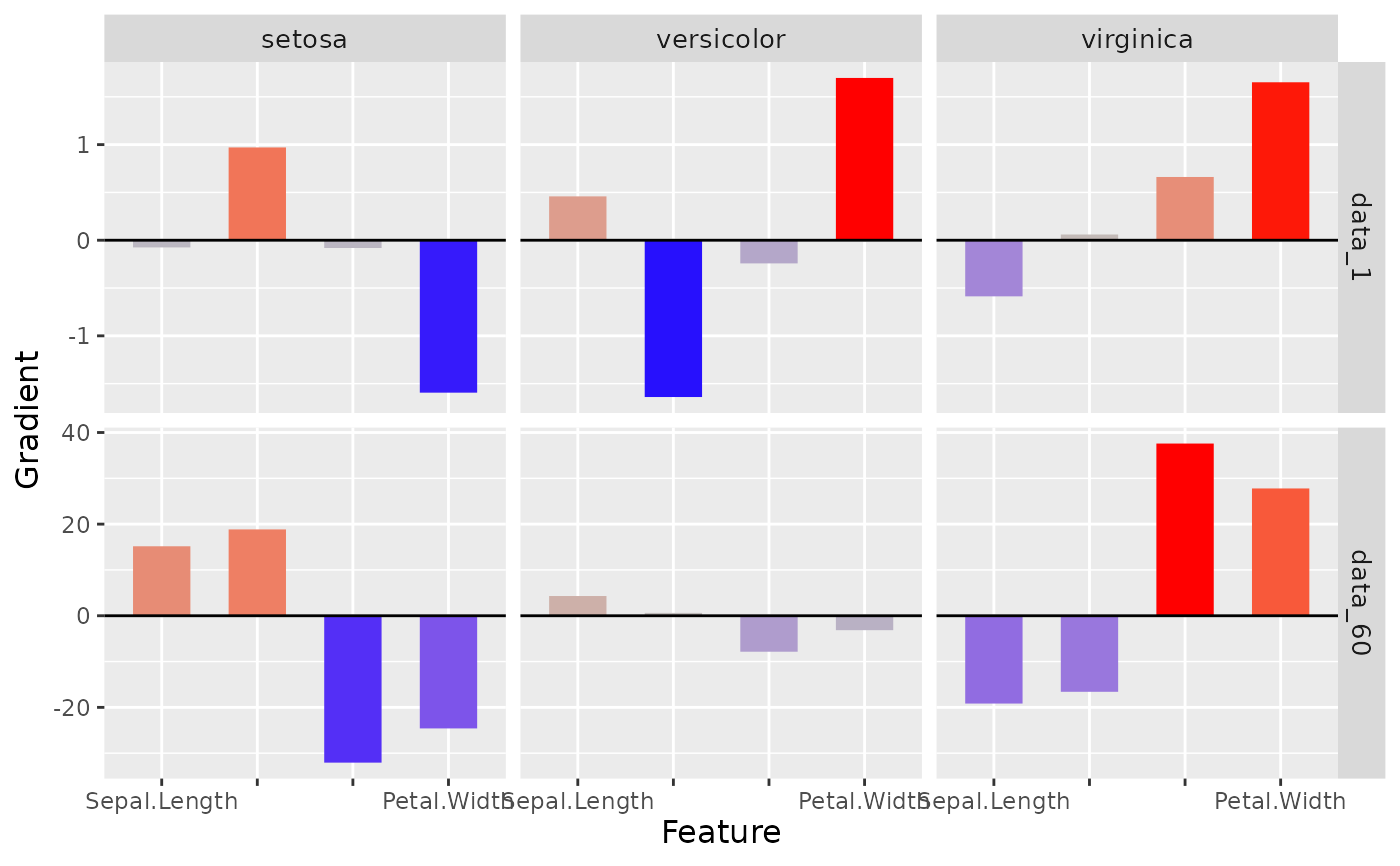 setosa versicolor virginica
1
0
-1
data_1
40
20
0
-20
data_60
Gradient
Sepal.Length Petal.Width Sepal.Length Petal.Width Sepal.Length Petal.Width
Feature